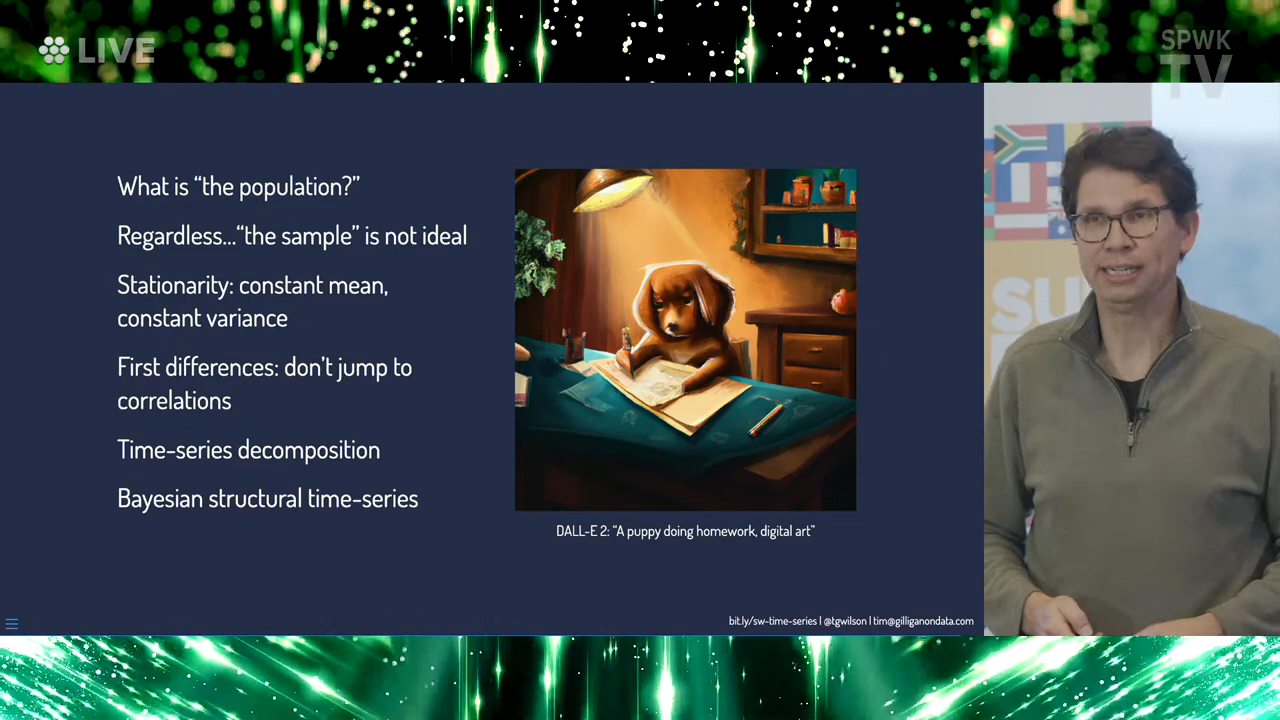 LIVE
SPWK
TV
What is “the population?”
Regardless...“the sample” is not ideal
Stationarity: constant mean,
constant variance
First differences: don’t jump to
correlations
Time-series decomposition
Bayesian structural time-series
DALL-E 2: “A puppy doing homework, digital art”
bit.ly/sw-time-series | @tgwilson | tim@gilliganondata.com
SU